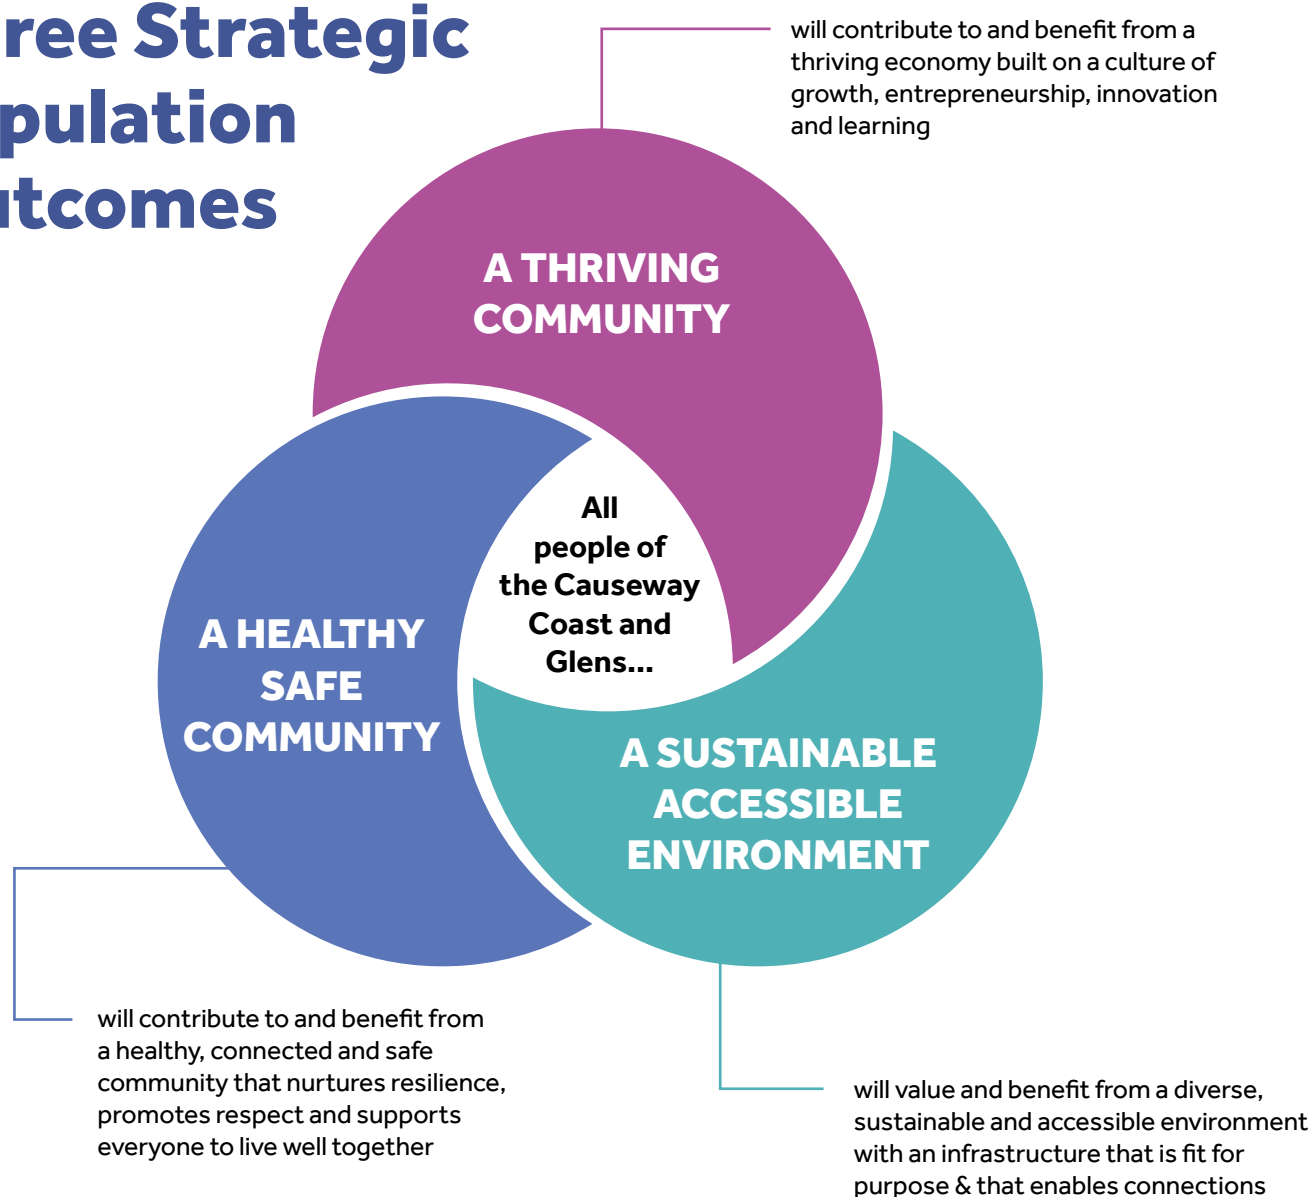 ree Strategic
pulation
utcomes
will contribute to and benefit from a
thriving economy built on a culture of
growth, entrepreneurship, innovation
and learning
A THRIVING
COMMUNITY
All
people of
the Causeway
Coast and
Glens...
A HEALTHY
SAFE
COMMUNITY
A SUSTAINABLE
ACCESSIBLE
ENVIRONMENT
will contribute to and benefit from
a healthy, connected and safe
community that nurtures resilience,
promotes respect and supports
everyone to live well together
will value and benefit from a diverse,
sustainable and accessible environment
with an infrastructure that is fit for
purpose & that enables connections